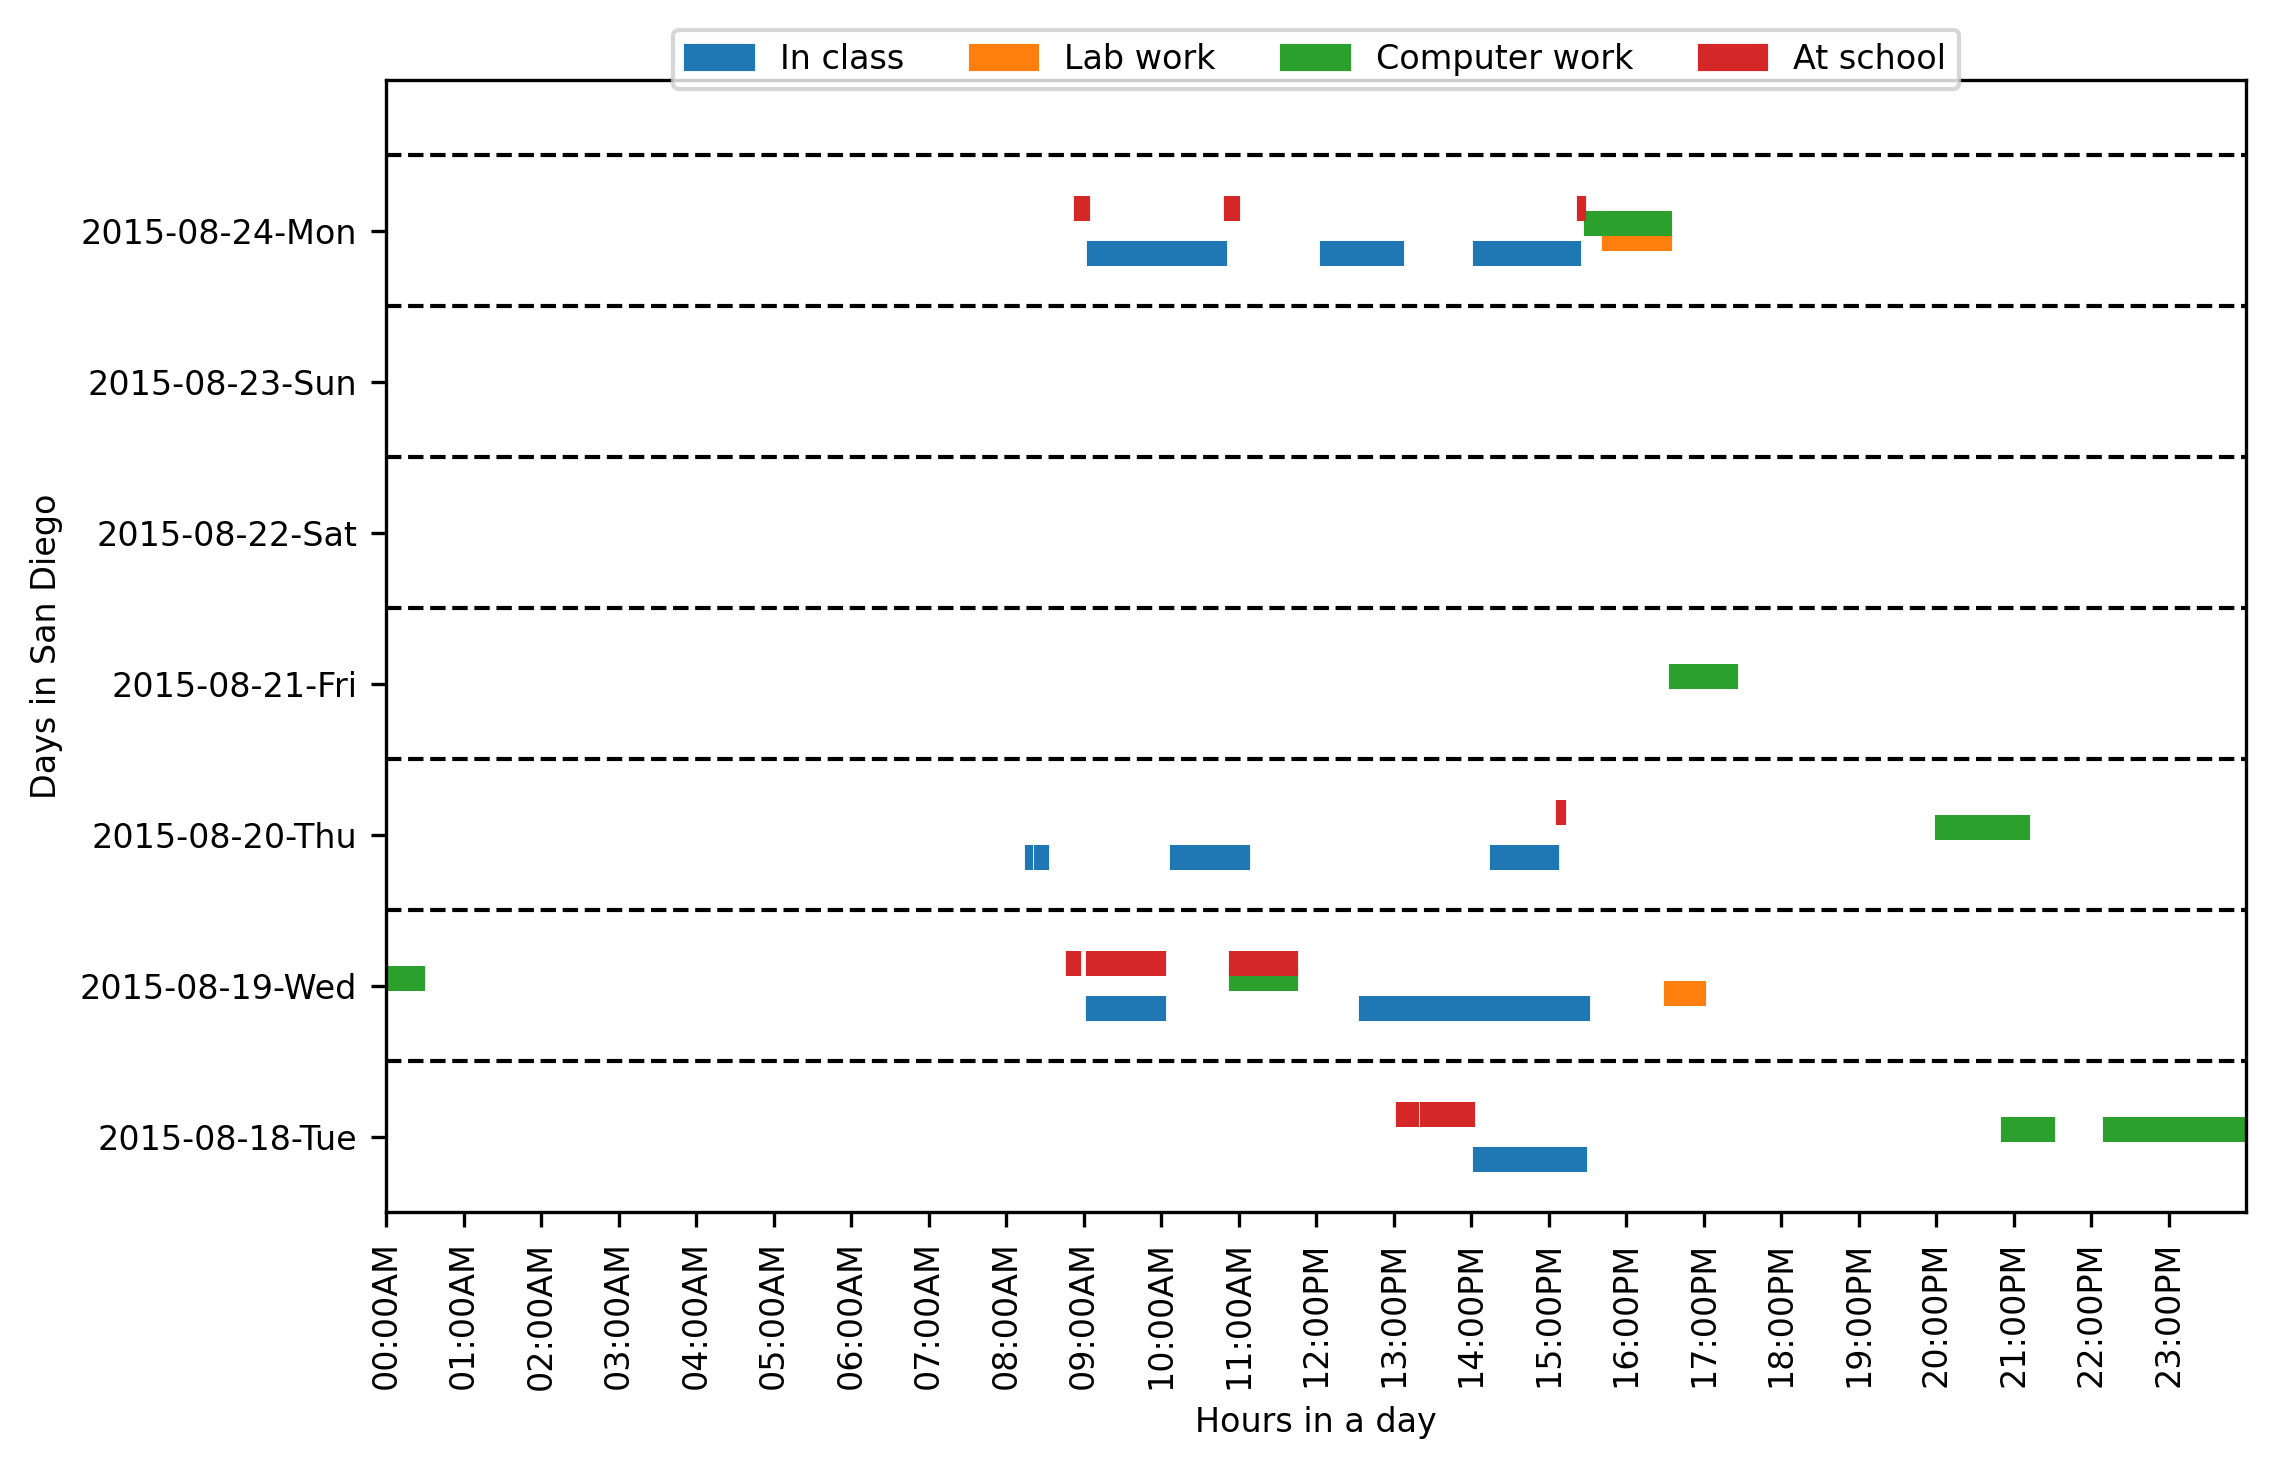 In class Lab work Computer work At school
2015-08-24-Mon
2015-08-23-Sun
2015-08-22-Sat
2015-08-21-Fri
2015-08-20-Thu
2015-08-19-Wed
2015-08-18-Tue
Days in San Diego
00:00AM 01:00AM 02:00AM 03:00AM 04:00AM 05:00AM 06:00AM 07:00AM 08:00AM 09:00AM 10:00AM 11:00AM 12:00PM 13:00PM 14:00PM 15:00PM 16:00PM 17:00PM 18:00PM 19:00PM 20:00PM 21:00PM 22:00PM 23:00PM
Hours in a day